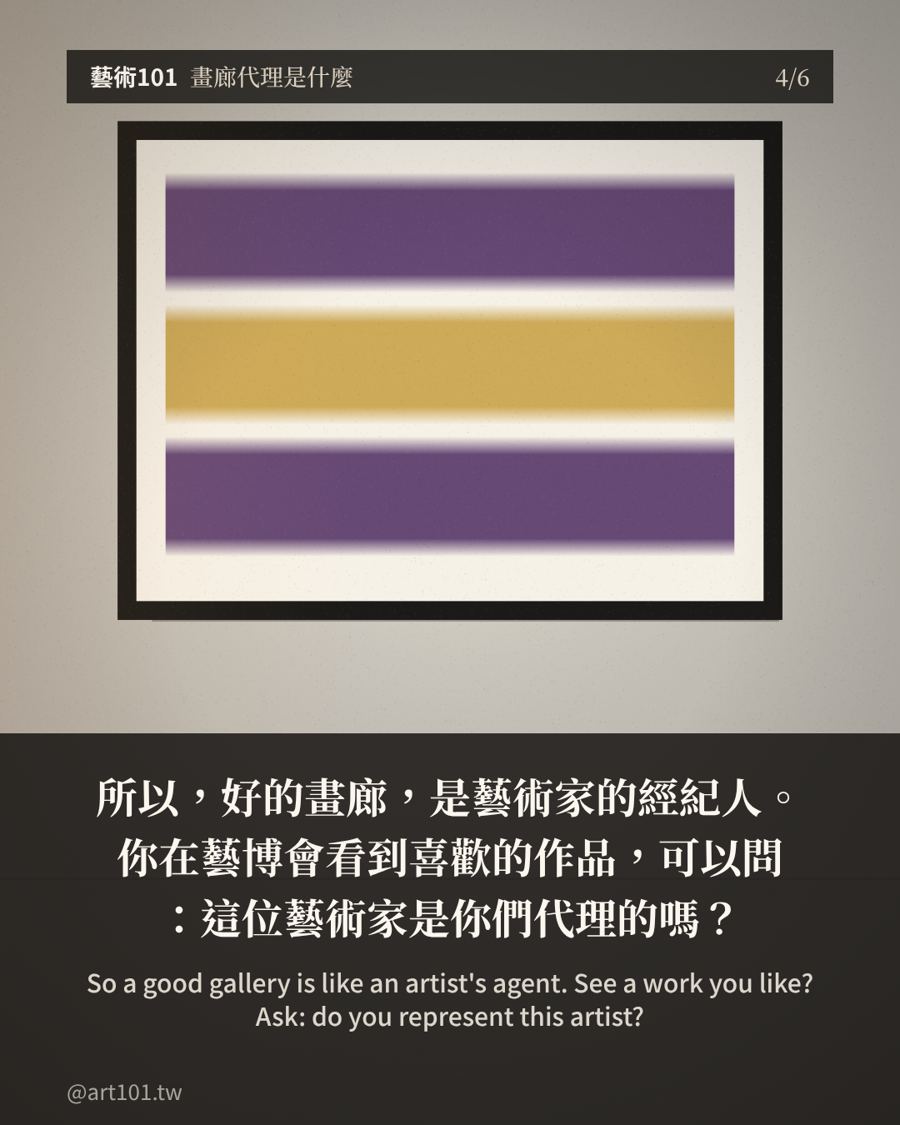 藝術101 畫廊代理是什麼 4/6
所以，好的畫廊，是藝術家的經紀人。
你在藝博會看到喜歡的作品，可以問
：這位藝術家是你們代理的嗎？
So a good gallery is like an artist's agent. See a work you like?
Ask: do you represent this artist?
@art101.tw